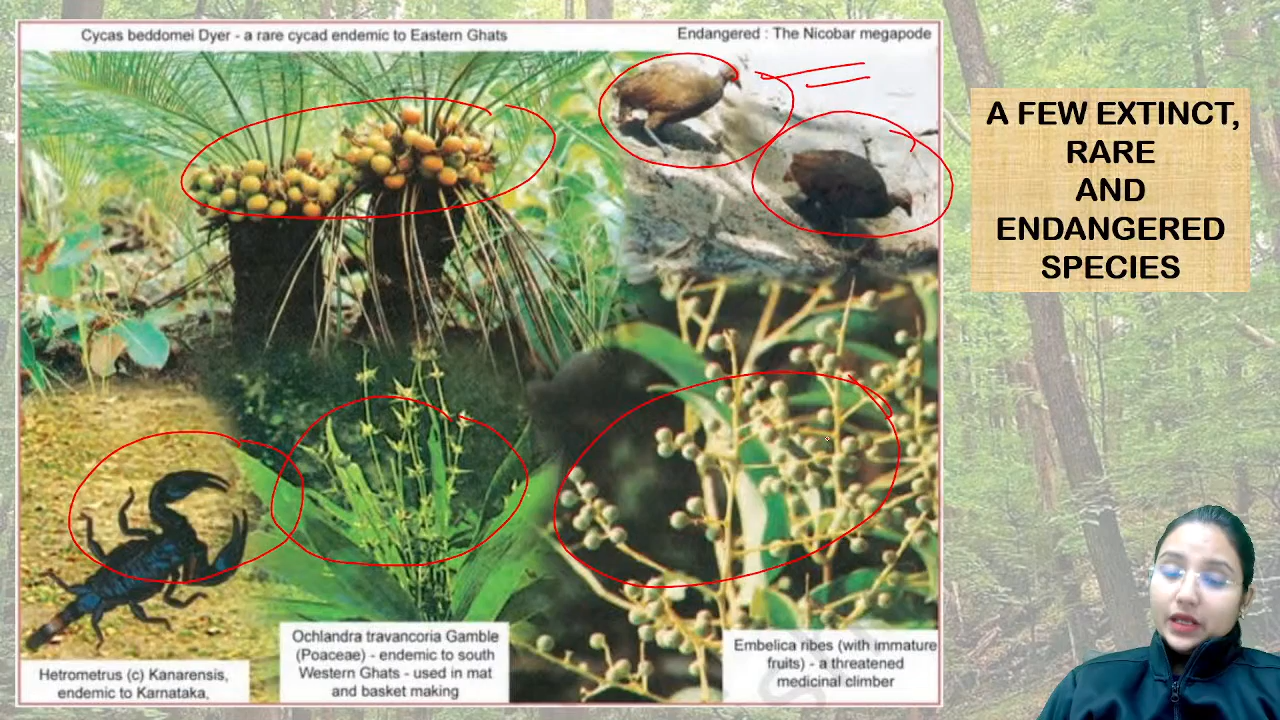 Cycas beddomei Dyer - a rare cycad endemic to Eastern Ghats
Endangered : The Nicobar megapode
A FEW EXTINCT,
RARE
AND
ENDANGERED
SPECIES
Hetrometrus (c) Kanarensis,
endemic to Karnataka,
Ochlandra travancoria Gamble
(Poaceae) - endemic to south
Western Ghats - used in mat
and basket making
Embelica ribes (with immature
fruits) - a threatened
medicinal climber